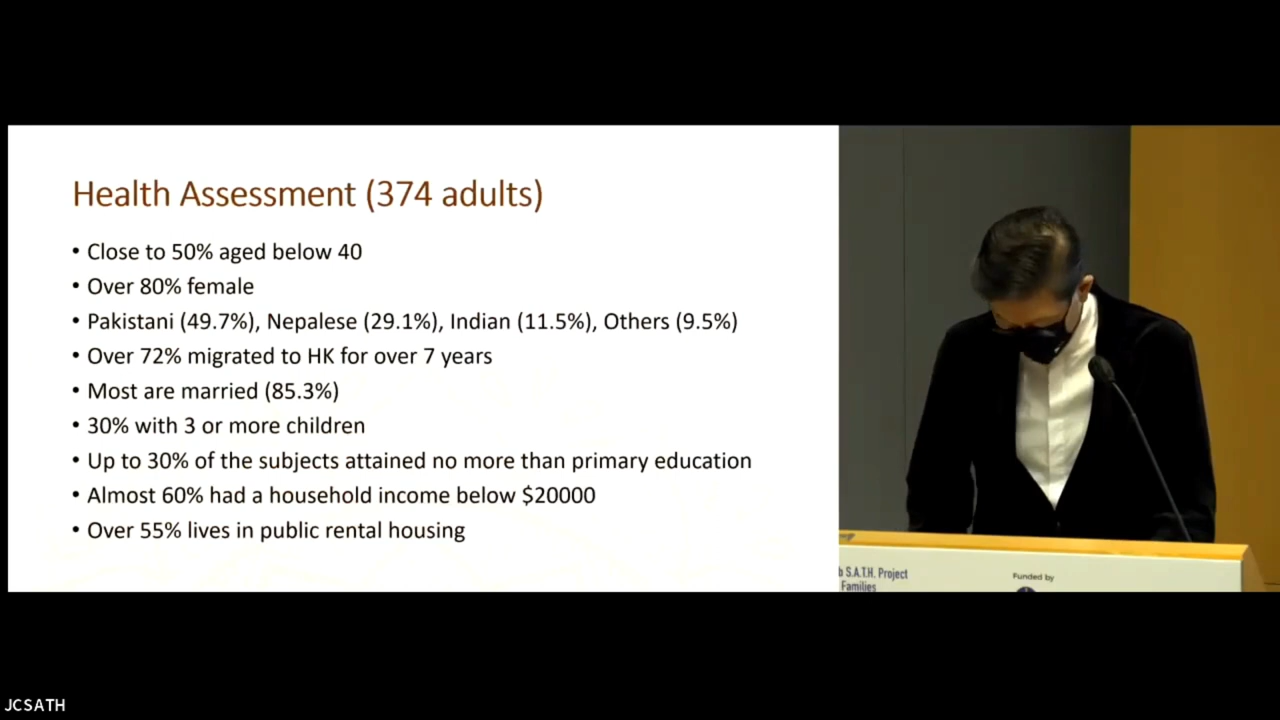 Health Assessment (374 adults)
• Close to 50% aged below 40
• Over 80% female
• Pakistani (49.7%), Nepalese (29.1%), Indian (11.5%), Others (9.5%)
• Over 72% migrated to HK for over 7 years
• Most are married (85.3%)
• 30% with 3 or more children
• Up to 30% of the subjects attained no more than primary education
• Almost 60% had a household income below $20000
• Over 55% lives in public rental housing
b S.A.T.H. Project
Families
Funded by
JCSATH